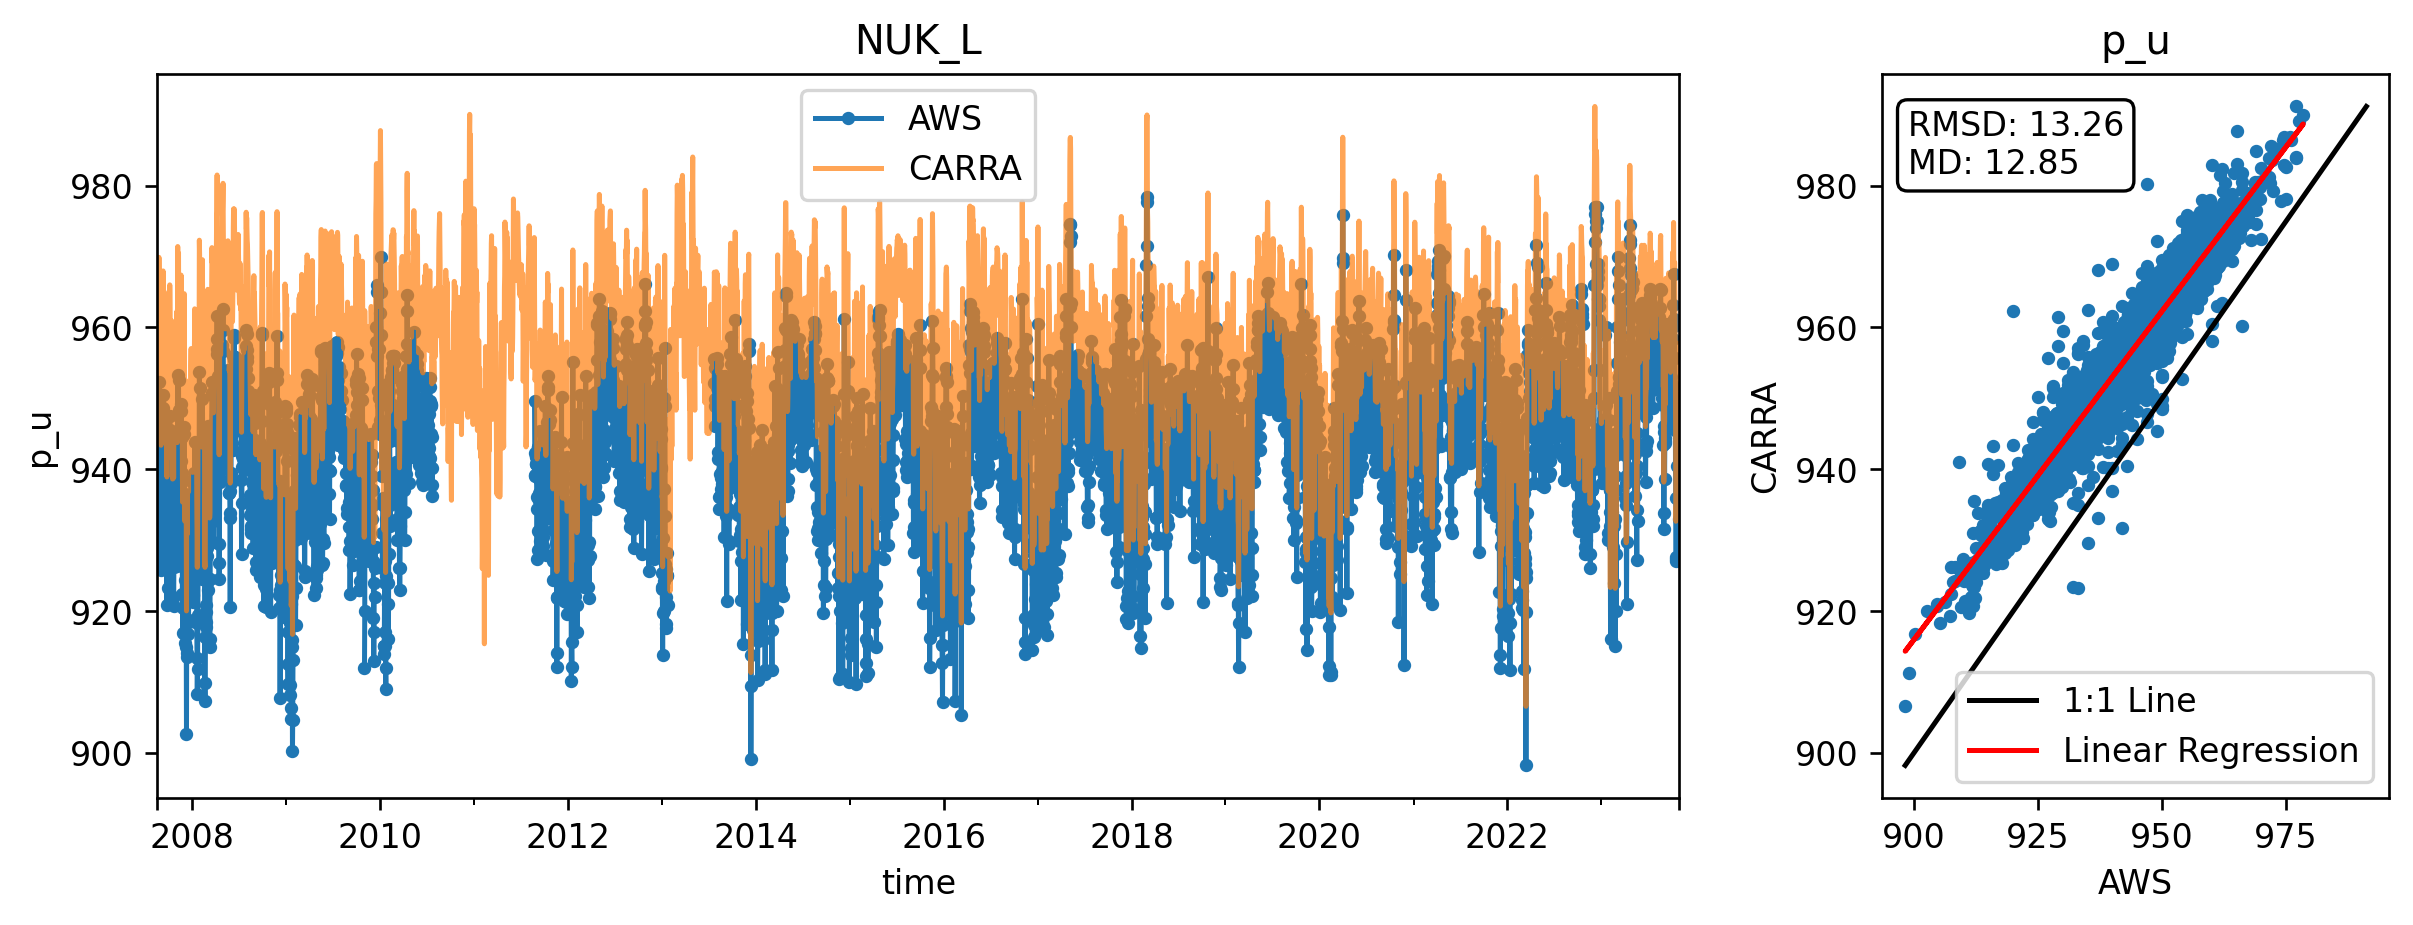 NUK_L
AWS
CARRA
980
960
940
920
900
p_u
2008 2010 2012 2014 2016 2018 2020 2022
time
p_u
RMSD: 13.26
MD: 12.85
980
960
940
920
900
CARRA
1:1 Line
Linear Regression
900 925 950 975
AWS